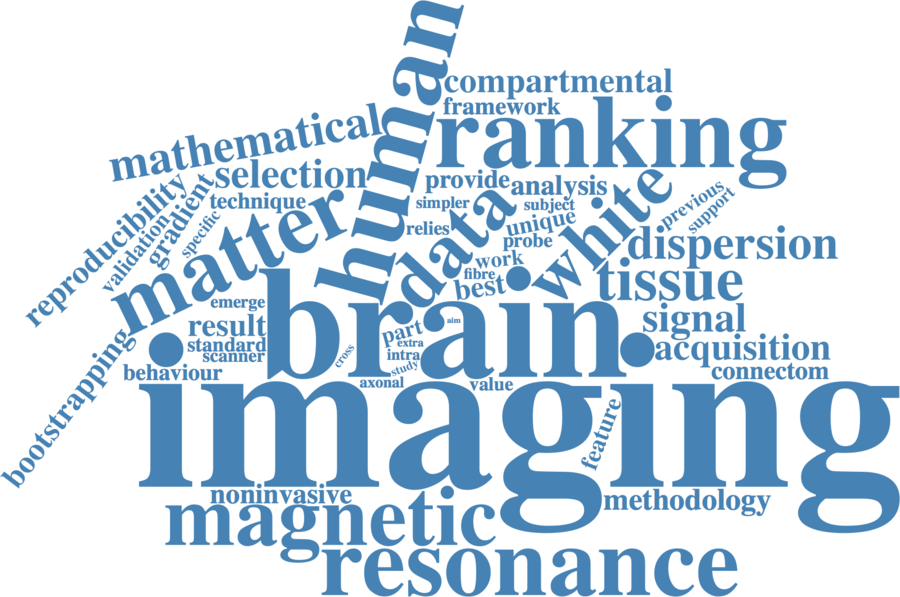 human
compartmental
framework
ranking
mathematical
selection
technique
provide
analysis
simpler
subject
previous
support
reproducibility
validation
gradient
specific
matter
relies
data
unique
probe
white
dispersion
work
fibre
best
tissue
emerge
brain
aim
result
standard
scanner
behaviour
part
extra
intra
cross
study
axonal
value
signal
acquisition
connectom
bootstrapping
imaging
feature
noninvasive
methodology
magnetic
resonance